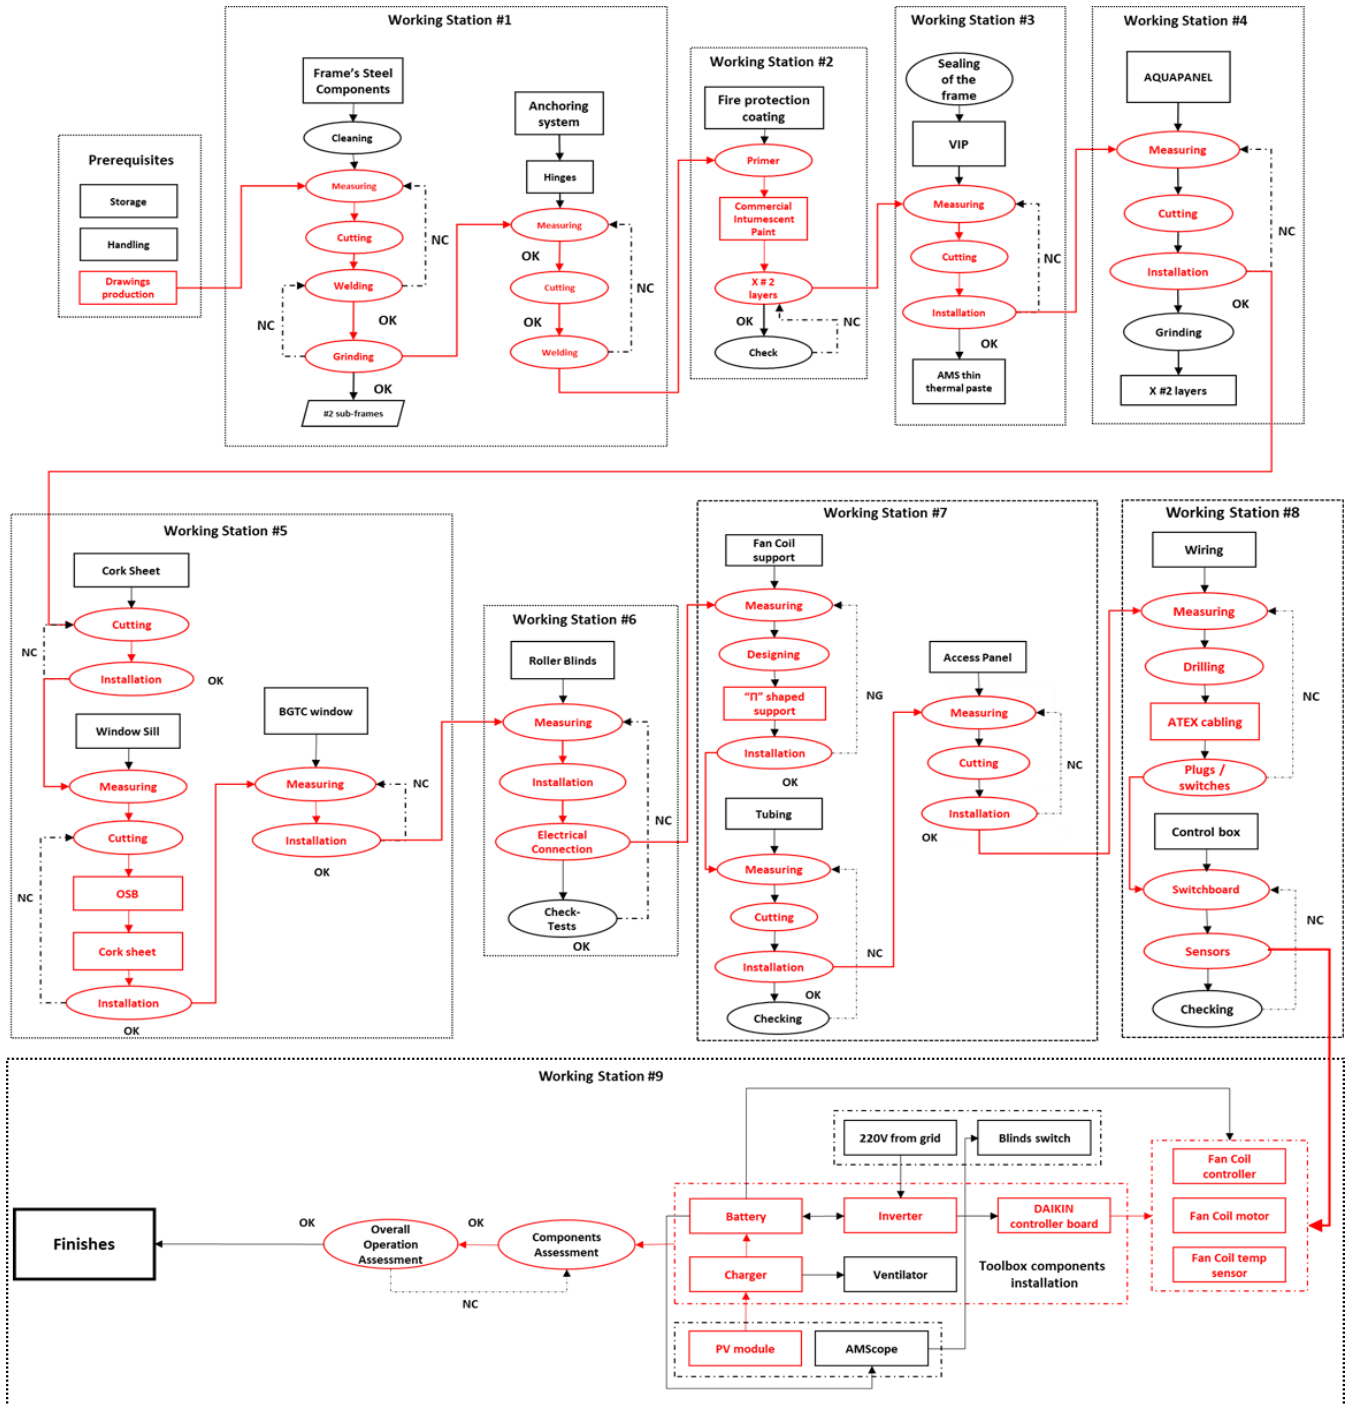 Working Station #1
Frame's Steel
Components
Cleaning
Measuring
Cutting
Welding
Grinding
#2 sub-frames
NC
NC
OK
OK
Anchoring
system
Hinges
Measuring
OK
Cutting
OK
Welding
NC
Prerequisites
Storage
Handling
Drawings
production
Working Station #2
Fire protection
coating
Primer
Commercial
Intumescent
Paint
X # 2
layers
OK
NC
Check
Working Station #3
Sealing
of the
frame
VIP
Measuring
Cutting
Installation
NC
OK
AMS thin
thermal paste
Working Station #4
AQUAPANEL
Measuring
Cutting
Installation
NC
OK
Grinding
X #2 layers
Working Station #5
Cork Sheet
Cutting
NC
Installation
OK
Window Sill
Measuring
Cutting
NC
OSB
Cork sheet
Installation
OK
BGTC window
Measuring
NC
Installation
OK
Working Station #6
Roller Blinds
Measuring
Installation
NC
Electrical
Connection
Check-
Tests
OK
Working Station #7
Fan Coil
support
Measuring
Designing
NG
"Π" shaped
support
Installation
OK
Tubing
Measuring
Cutting
NC
Installation
OK
Checking
Access Panel
Measuring
Cutting
NC
Installation
OK
Working Station #8
Wiring
Measuring
Drilling
NC
ATEX cabling
Plugs /
switches
Control box
Switchboard
NC
Sensors
Checking
Working Station #9
220V from grid
Blinds switch
Fan Coil
controller
Fan Coil motor
Fan Coil temp
sensor
Battery
Inverter
DAIKIN
controller board
Charger
Ventilator
Toolbox components
installation
PV module
AMScope
Components
Assessment
OK
Overall
Operation
Assessment
OK
NC
Finishes